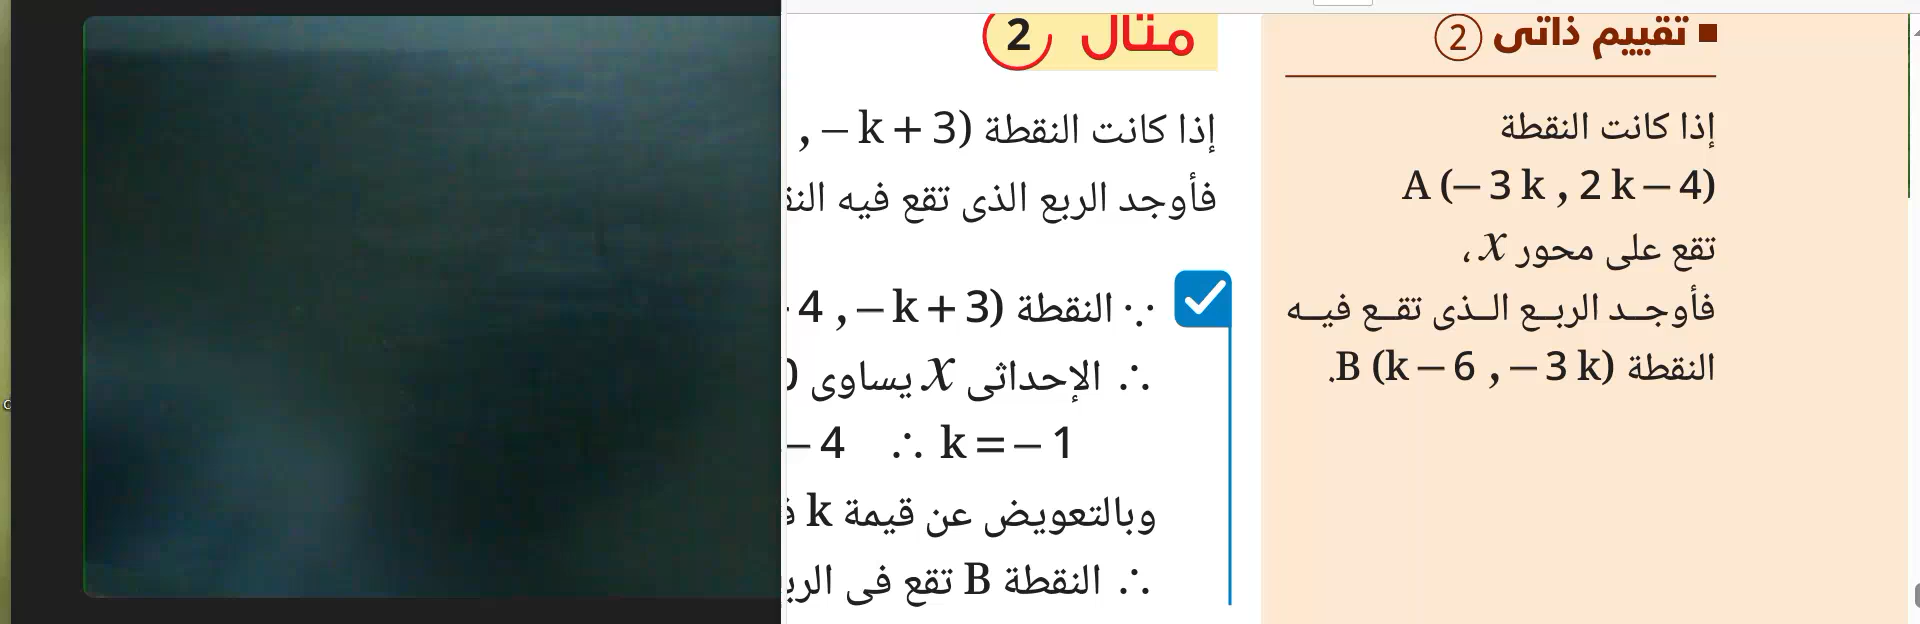 ■ تقييم ذاتى 2
إذا كانت النقطة
A (– 3 k , 2 k – 4)
تقع على محور x ،
فأوجد الربع الذى تقع فيه
النقطة B (k – 6 , – 3 k).
مثال 2
إذا كانت النقطة , – k + 3)
فأوجد الربع الذى تقع فيه
∵ النقطة 4 , – k + 3)
∴ الإحداثى x يساوى
– 4 ∴ k = – 1
وبالتعويض عن قيمة k
∴ النقطة B تقع فى